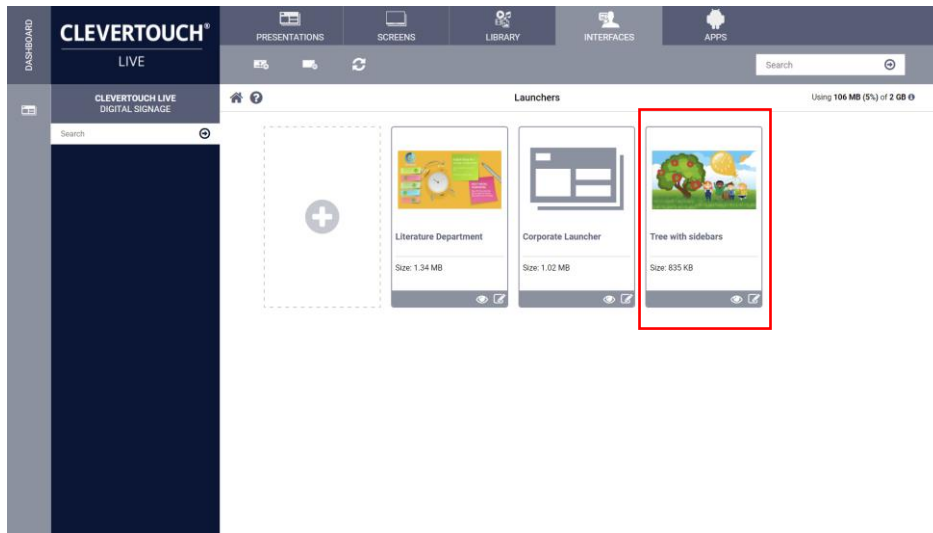 DASHBOARD
CLEVERTOUCH®
LIVE
PRESENTATIONS
SCREENS
LIBRARY
INTERFACES
APPS
Search
CLEVERTOUCH LIVE
DIGITAL SIGNAGE
Search
Launchers
Using 106 MB (5%) of 2 GB
Literature Department
Size: 1.34 MB
Corporate Launcher
Size: 1.02 MB
Tree with sidebars
Size: 835 KB